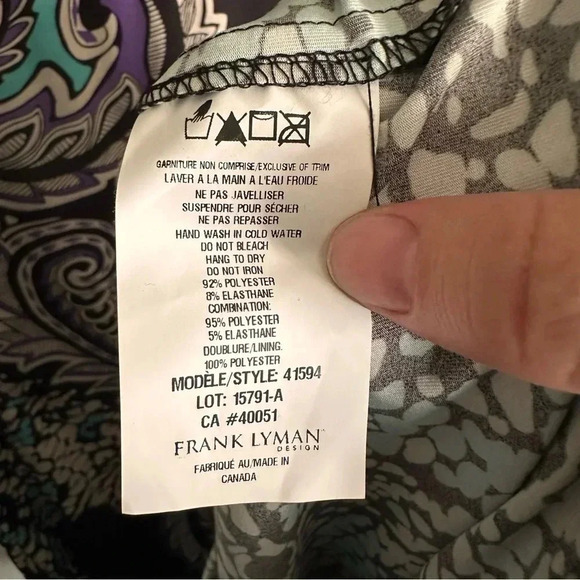 GARNITURE NON COMPRISE/EXCLUSIVE OF TRIM
LAVER A LA MAIN A L'EAU FROIDE
NE PAS JAVELLISER
SUSPENDRE POUR SÉCHER
NE PAS REPASSER
HAND WASH IN COLD WATER
DO NOT BLEACH
HANG TO DRY
DO NOT IRON
92% POLYESTER
8% ELASTHANE
COMBINATION:
95% POLYESTER
5% ELASTHANE
DOUBLURE/LINING:
100% POLYESTER
MODÈLE/STYLE: 41594
LOT: 15791-A
CA #40051
FRANK LYMAN
DESIGN
FABRIQUÉ AU/MADE IN
CANADA